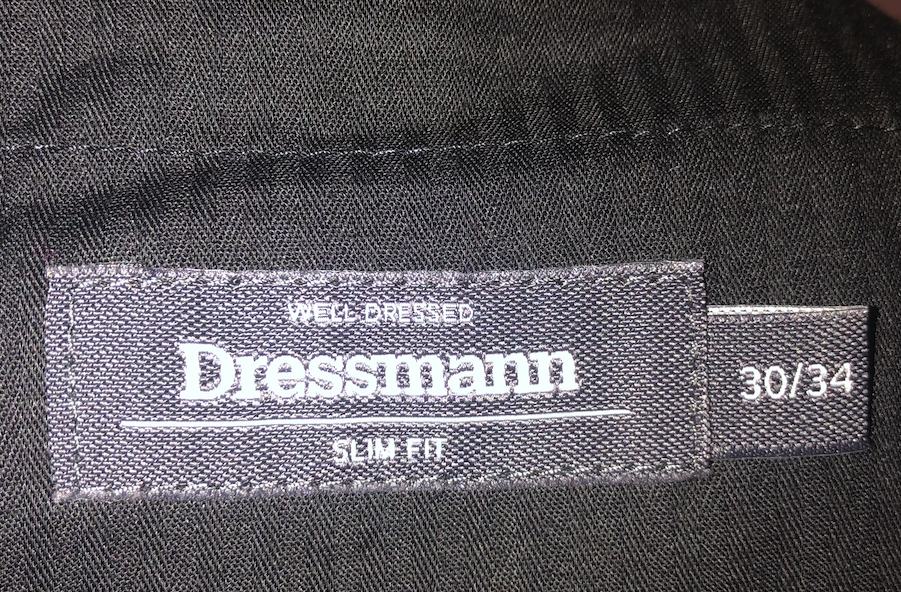 WELL DRESSED
Dressmann
SLIM FIT
30/34